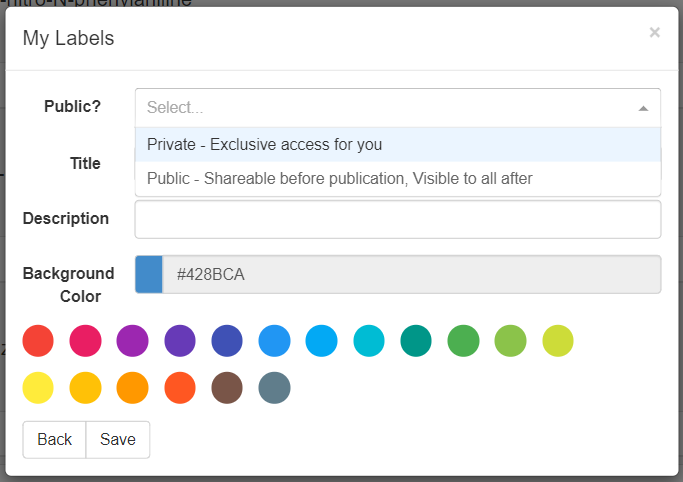 -nitro-N-phenylaniline
My Labels
×
Public?
Select...
Private - Exclusive access for you
Title
Public - Shareable before publication, Visible to all after
Description
Background
Color
#428BCA
Back
Save